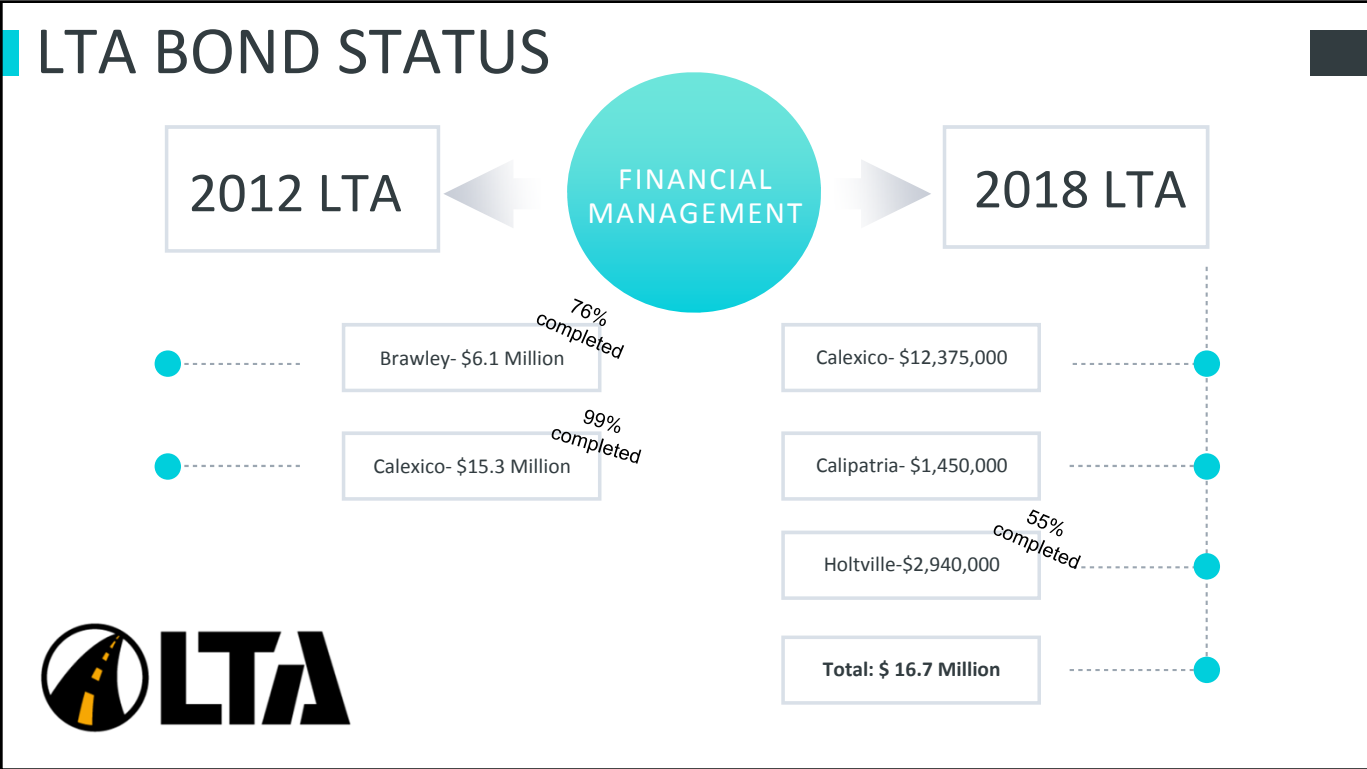 LTA BOND STATUS
2012 LTA
FINANCIAL
MANAGEMENT
2018 LTA
76%
completed
Brawley- $6.1 Million
99%
completed
Calexico- $15.3 Million
Calexico- $12,375,000
Calipatria- $1,450,000
55%
completed
Holtville-$2,940,000
Total: $ 16.7 Million
LTA